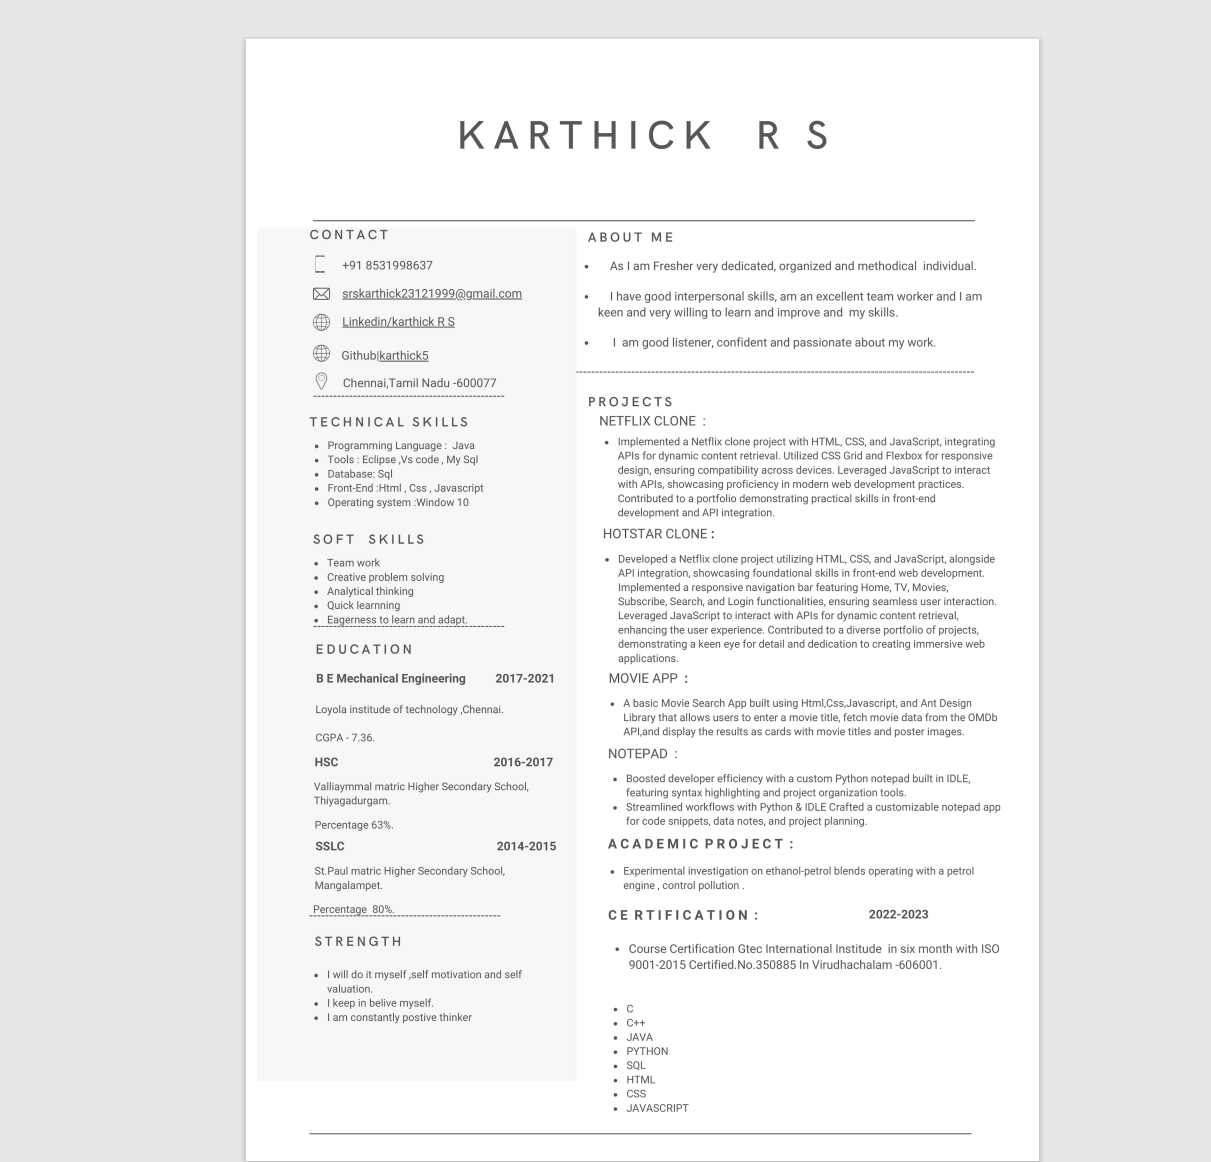 KARTHICK R S
CONTACT
+91 8531998637
srskarthick23121999@gmail.com
Linkedin/karthick R S
Github|karthick5
Chennai,Tamil Nadu -600077
TECHNICAL SKILLS
Programming Language : Java
Tools : Eclipse ,Vs code , My Sql
Database: Sql
Front-End :Html , Css , Javascript
Operating system :Window 10
SOFT SKILLS
Team work
Creative problem solving
Analytical thinking
Quick learnning
Eagerness to learn and adapt.
EDUCATION
B E Mechanical Engineering 2017-2021
Loyola institude of technology ,Chennai.
CGPA - 7.36.
HSC 2016-2017
Valliaymmal matric Higher Secondary School,
Thiyagadurgam.
Percentage 63%.
SSLC 2014-2015
St.Paul matric Higher Secondary School,
Mangalampet.
Percentage 80%.
STRENGTH
I will do it myself ,self motivation and self
valuation.
I keep in belive myself.
I am constantly postive thinker
ABOUT ME
As I am Fresher very dedicated, organized and methodical individual.
I have good interpersonal skills, am an excellent team worker and I am
keen and very willing to learn and improve and my skills.
I am good listener, confident and passionate about my work.
PROJECTS
NETFLIX CLONE :
Implemented a Netflix clone project with HTML, CSS, and JavaScript, integrating
APIs for dynamic content retrieval. Utilized CSS Grid and Flexbox for responsive
design, ensuring compatibility across devices. Leveraged JavaScript to interact
with APIs, showcasing proficiency in modern web development practices.
Contributed to a portfolio demonstrating practical skills in front-end
development and API integration.
HOTSTAR CLONE :
Developed a Netflix clone project utilizing HTML, CSS, and JavaScript, alongside
API integration, showcasing foundational skills in front-end web development.
Implemented a responsive navigation bar featuring Home, TV, Movies,
Subscribe, Search, and Login functionalities, ensuring seamless user interaction.
Leveraged JavaScript to interact with APIs for dynamic content retrieval,
enhancing the user experience. Contributed to a diverse portfolio of projects,
demonstrating a keen eye for detail and dedication to creating immersive web
applications.
MOVIE APP :
A basic Movie Search App built using Html,Css,Javascript, and Ant Design
Library that allows users to enter a movie title, fetch movie data from the OMDb
API,and display the results as cards with movie titles and poster images.
NOTEPAD :
Boosted developer efficiency with a custom Python notepad built in IDLE,
featuring syntax highlighting and project organization tools.
Streamlined workflows with Python & IDLE Crafted a customizable notepad app
for code snippets, data notes, and project planning.
ACADEMIC PROJECT :
Experimental investigation on ethanol-petrol blends operating with a petrol
engine , control pollution .
CE RTIFICATION : 2022-2023
Course Certification Gtec International Institude in six month with ISO
9001-2015 Certified.No.350885 In Virudhachalam -606001.
C
C++
JAVA
PYTHON
SQL
HTML
CSS
JAVASCRIPT